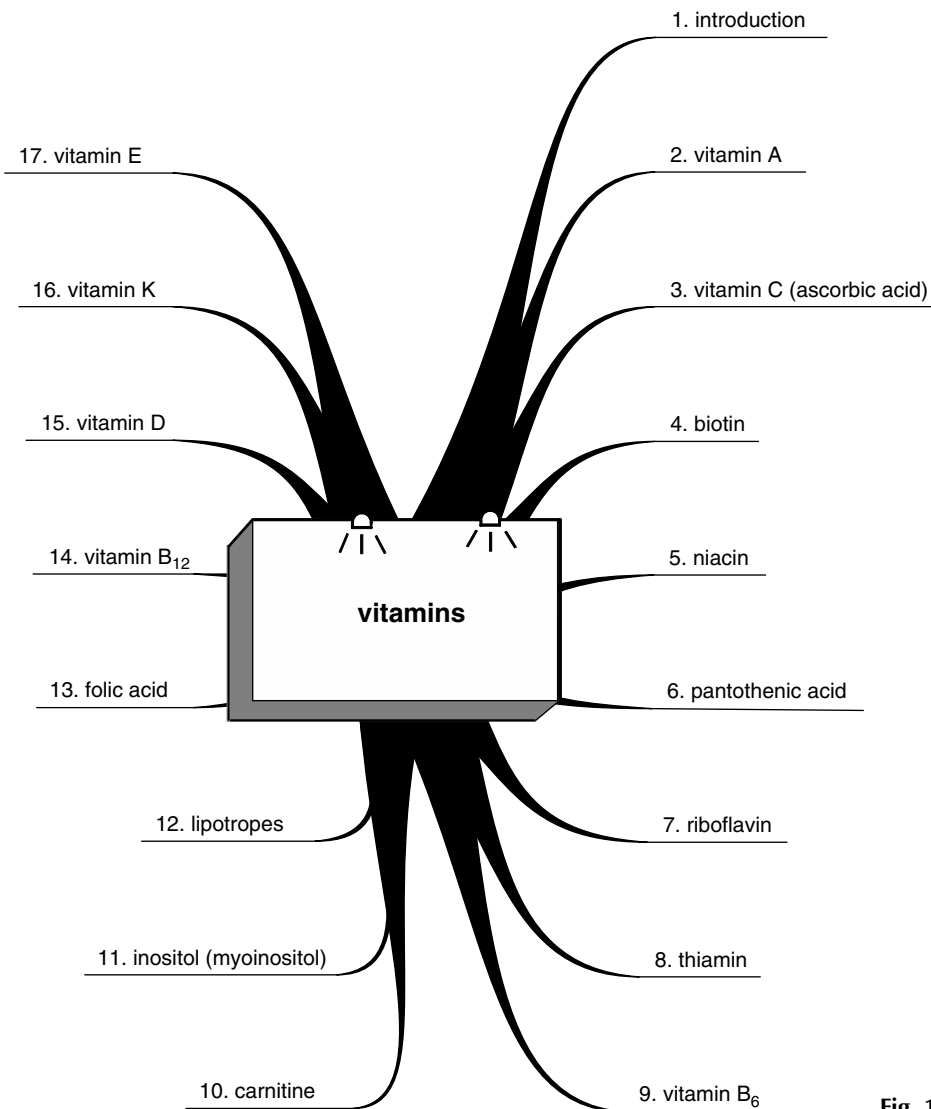 1. introduction
2. vitamin A
3. vitamin C (ascorbic acid)
4. biotin
5. niacin
6. pantothenic acid
7. riboflavin
8. thiamin
9. vitamin B₆
10. carnitine
11. inositol (myoinositol)
12. lipotropes
13. folic acid
14. vitamin B₁₂
15. vitamin D
16. vitamin K
17. vitamin E
vitamins
Fig. 1